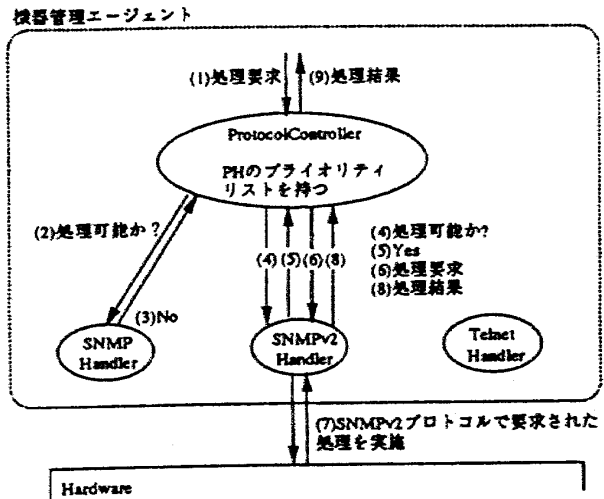 機器管理エージェント
(1)処理要求
(9)処理結果
ProtocolController
PHのプライオリティ
リストを持つ
(2)処理可能か？
(3)No
(4)(5)(6)(8)
(4)処理可能か?
(5)Yes
(6)処理要求
(8)処理結果
SNMP
Handler
SNMPv2
Handler
Telnet
Handler
(7)SNMPv2プロトコルで要求された
処理を実施
Hardware